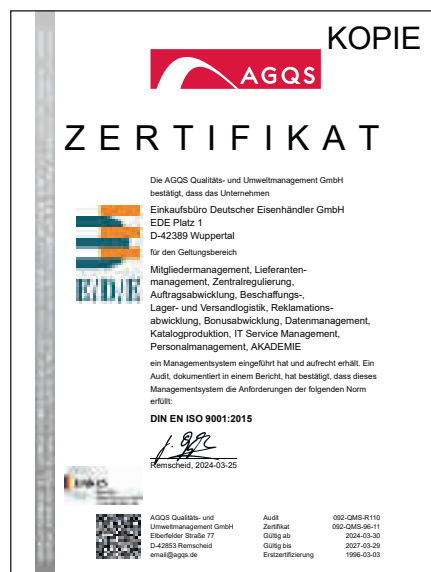 KOPIE
AGQS
ZERTIFIKAT
Die AGQS Qualitäts- und Umweltmanagement GmbH
bestätigt, dass das Unternehmen
Einkaufsbüro Deutscher Eisenhändler GmbH
EDE Platz 1
D-42389 Wuppertal
für den Geltungsbereich
E/D/E
Mitgliedermanagement, Lieferanten-
management, Zentralregulierung,
Auftragsabwicklung, Beschaffungs-,
Lager- und Versandlogistik, Reklamations-
abwicklung, Bonusabwicklung, Datenmanagement,
Katalogproduktion, IT Service Management,
Personalmanagement, AKADEMIE
ein Managementsystem eingeführt hat und aufrecht erhält. Ein
Audit, dokumentiert in einem Bericht, hat bestätigt, dass dieses
Managementsystem die Anforderungen der folgenden Norm
erfüllt:
DIN EN ISO 9001:2015
Remscheid, 2024-03-25
AGQS Qualitäts- und Audit 092-QMS-R110
Umweltmanagement GmbH Zertifikat 092-QMS-96-11
Elberfelder Straße 77 Gültig ab 2024-03-30
D-42853 Remscheid Gültig bis 2027-03-29
email@agqs.de Erstzertifizierung 1996-03-03